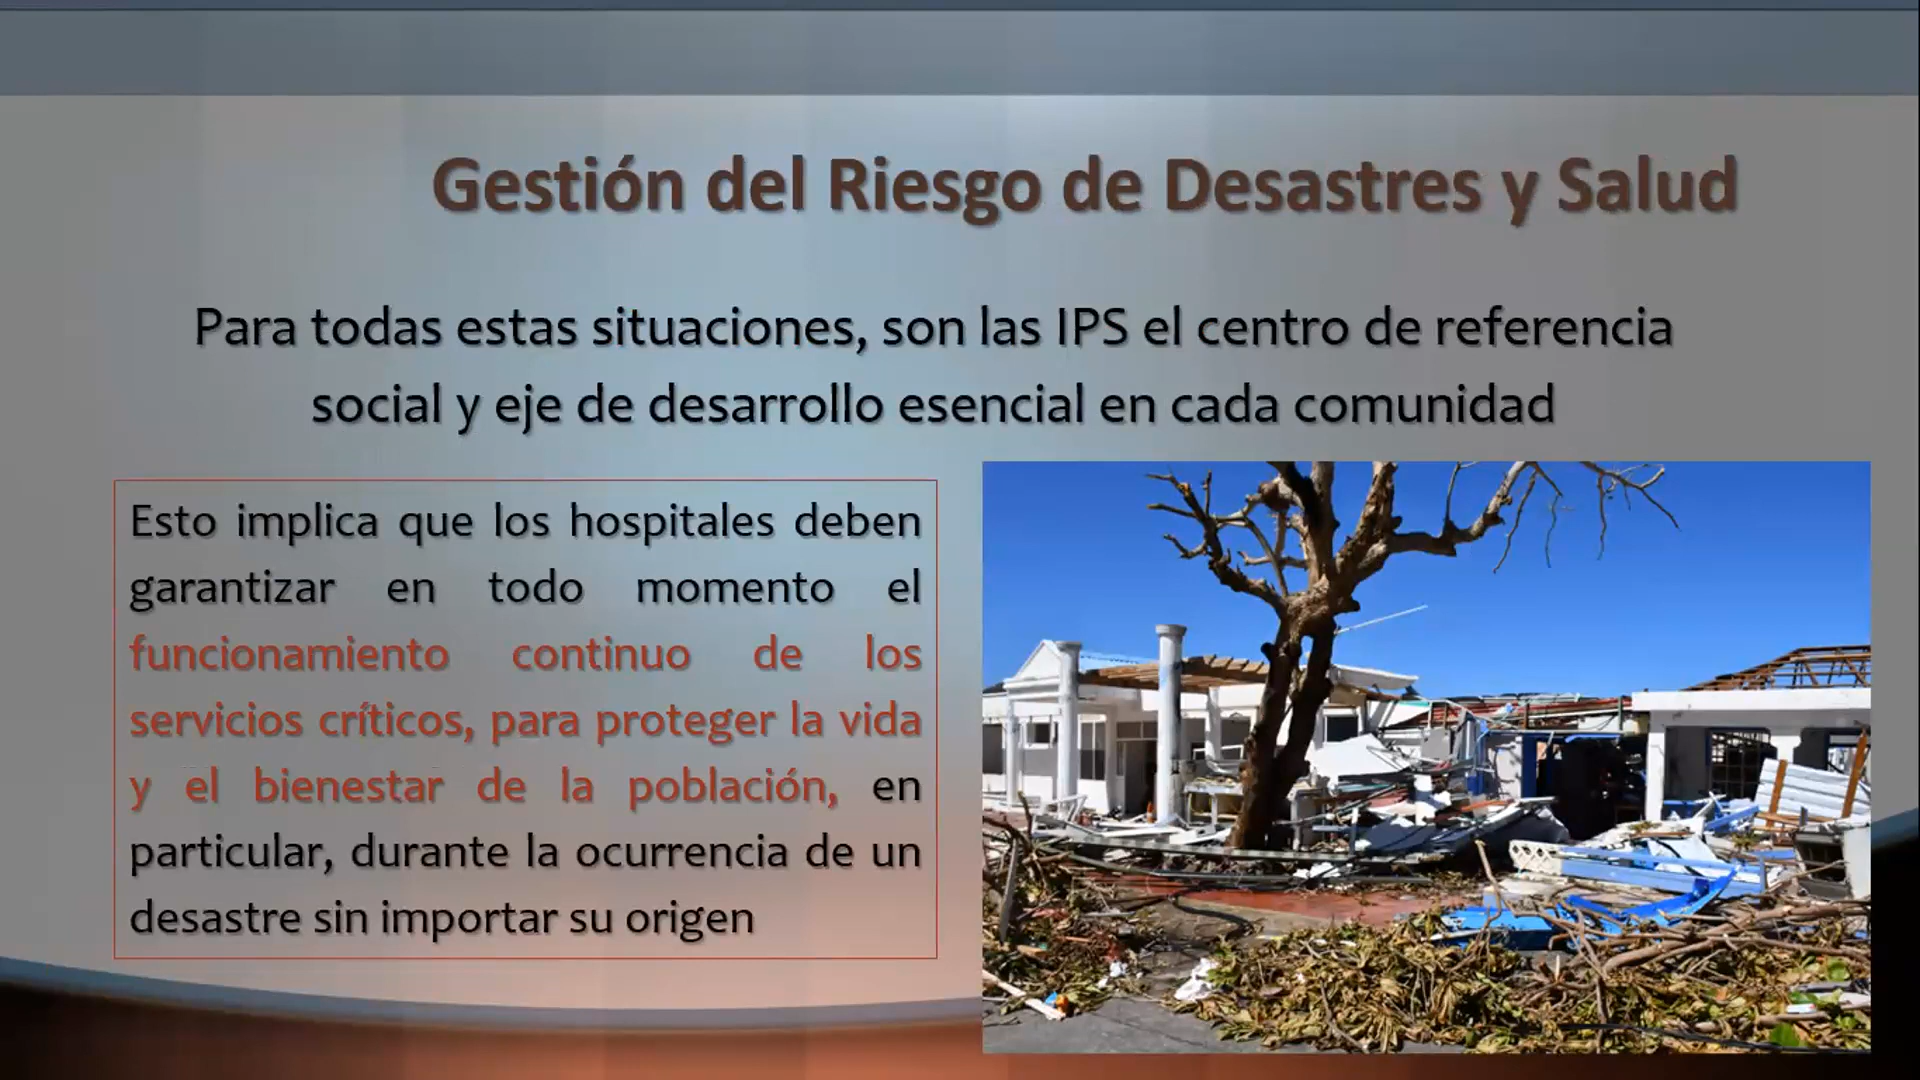 Gestión del Riesgo de Desastres y Salud
Para todas estas situaciones, son las IPS el centro de referencia
social y eje de desarrollo esencial en cada comunidad
Esto implica que los hospitales deben
garantizar en todo momento el
funcionamiento continuo de los
servicios críticos, para proteger la vida
y el bienestar de la población, en
particular, durante la ocurrencia de un
desastre sin importar su origen